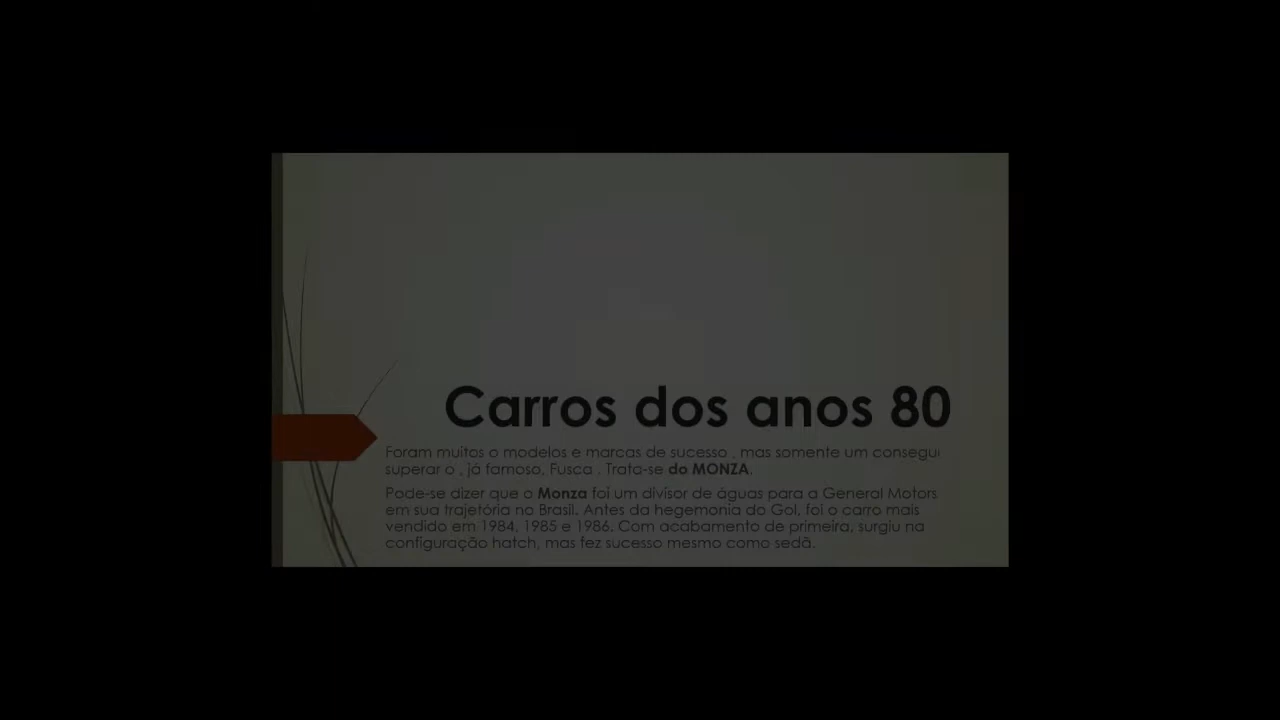 Carros dos anos 80
Foram muitos o modelos e marcas de sucesso , mas somente um consegui
superar o , já famoso, Fusca . Trata-se do MONZA.
Pode-se dizer que o Monza foi um divisor de águas para a General Motors
em sua trajetória no Brasil. Antes da hegemonia do Gol, foi o carro mais
vendido em 1984, 1985 e 1986. Com acabamento de primeira, surgiu na
configuração hatch, mas fez sucesso mesmo como sedã.